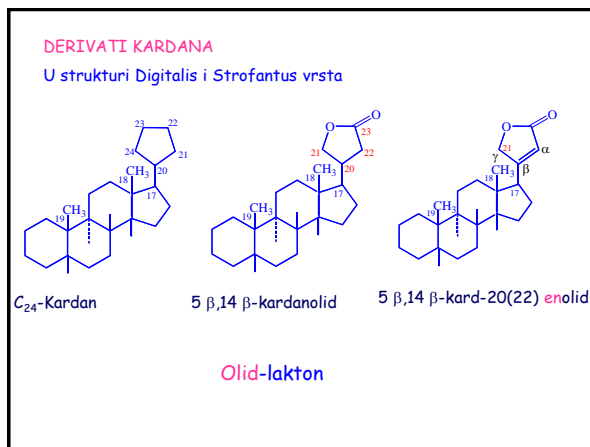 DERIVATI KARDANA
U strukturi Digitalis i Strofantus vrsta
23 22
24 21
20
18 CH3
17
19 CH3
O O
23
21 22
20
18 CH3
17
19 CH3
O O
21
γ α
β
18 CH3
17
19 CH3
C24-Kardan
5 β,14 β-kardanolid
5 β,14 β-kard-20(22) enolid
Olid-lakton